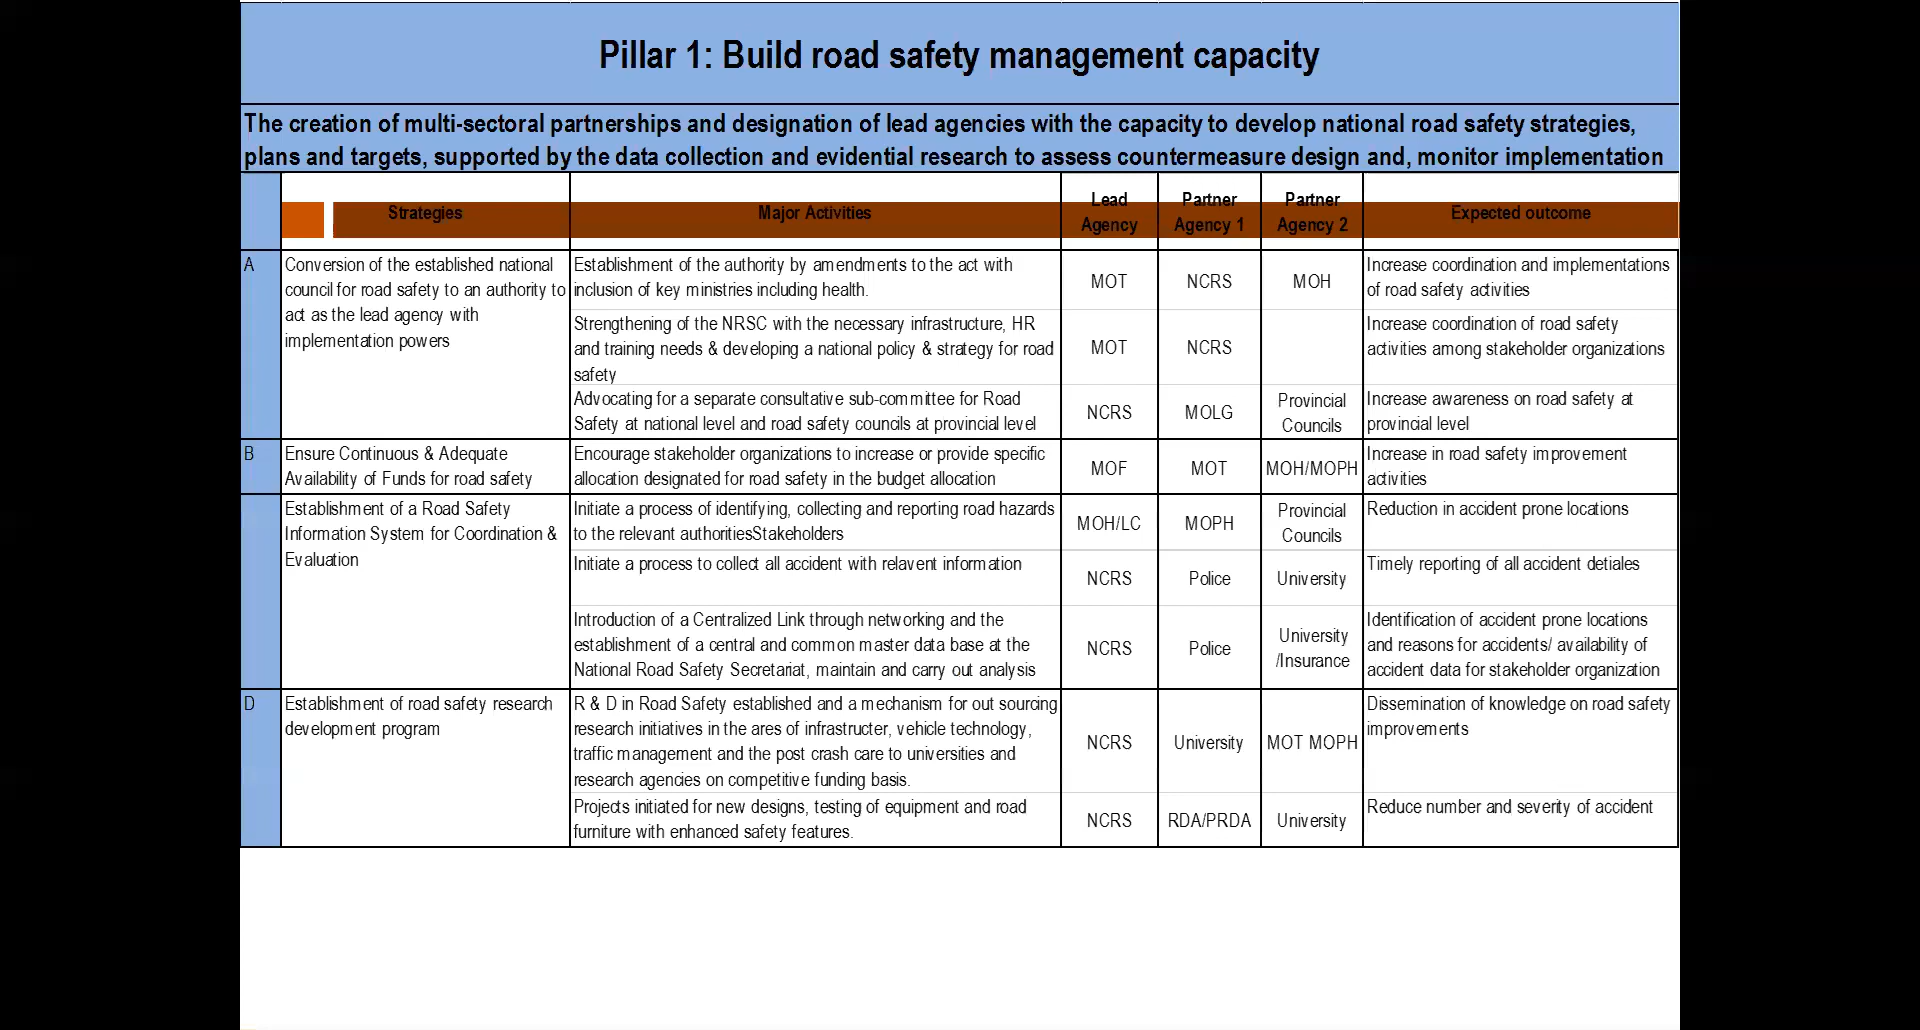 Pillar 1: Build road safety management capacity
The creation of multi-sectoral partnerships and designation of lead agencies with the capacity to develop national road safety strategies,
plans and targets, supported by the data collection and evidential research to assess countermeasure design and, monitor implementation
Strategies
Major Activities
Lead
Agency
Partner
Agency 1
Partner
Agency 2
Expected outcome
A
Conversion of the established national
council for road safety to an authority to
act as the lead agency with
implementation powers
Establishment of the authority by amendments to the act with
inclusion of key ministries including health.
MOT
NCRS
MOH
Increase coordination and implementations
of road safety activities
Strengthening of the NRSC with the necessary infrastructure, HR
and training needs & developing a national policy & strategy for road
safety
MOT
NCRS
Increase coordination of road safety
activities among stakeholder organizations
Advocating for a separate consultative sub-committee for Road
Safety at national level and road safety councils at provincial level
NCRS
MOLG
Provincial
Councils
Increase awareness on road safety at
provincial level
B
Ensure Continuous & Adequate
Availability of Funds for road safety
Encourage stakeholder organizations to increase or provide specific
allocation designated for road safety in the budget allocation
MOF
MOT
MOH/MOPH
Increase in road safety improvement
activities
Establishment of a Road Safety
Information System for Coordination &
Evaluation
Initiate a process of identifying, collecting and reporting road hazards
to the relevant authoritiesStakeholders
MOH/LC
MOPH
Provincial
Councils
Reduction in accident prone locations
Initiate a process to collect all accident with relavent information
NCRS
Police
University
Timely reporting of all accident detiales
Introduction of a Centralized Link through networking and the
establishment of a central and common master data base at the
National Road Safety Secretariat, maintain and carry out analysis
NCRS
Police
University
/Insurance
Identification of accident prone locations
and reasons for accidents/ availability of
accident data for stakeholder organization
D
Establishment of road safety research
development program
R & D in Road Safety established and a mechanism for out sourcing
research initiatives in the ares of infrastructer, vehicle technology,
traffic management and the post crash care to universities and
research agencies on competitive funding basis.
NCRS
University
MOT MOPH
Dissemination of knowledge on road safety
improvements
Projects initiated for new designs, testing of equipment and road
furniture with enhanced safety features.
NCRS
RDA/PRDA
University
Reduce number and severity of accident